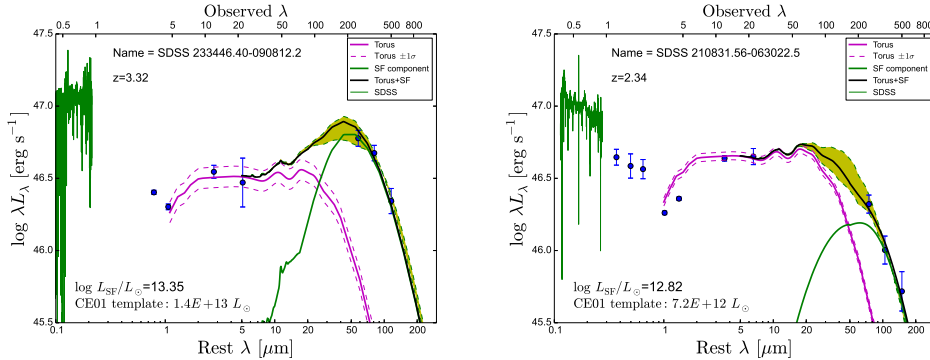 Observed λ
0.5 1 5 10 20 50 100 200 500 1000
47.5
47.0
46.5
46.0
45.5
log λL_λ [erg s⁻¹]
Name = SDSS 233446.40-090812.2
z=3.32
Torus
Torus ±1σ
SF component
Torus+SF
SDSS
log L_SF/L_⊙=13.35
CE01 template: 1.4E+13 L_⊙
0.1 1 5 10 20 50 100 200
Rest λ [μm]
Observed λ
0.5 1 5 10 20 50 100 200 400
47.5
47.0
46.5
46.0
45.5
log λL_λ [erg s⁻¹]
Name = SDSS 210831.56-063022.5
z=2.34
Torus
Torus ±1σ
SF component
Torus+SF
SDSS
log L_SF/L_⊙=12.82
CE01 template: 7.2E+12 L_⊙
0.1 1 5 10 20 50 100 200
Rest λ [μm]